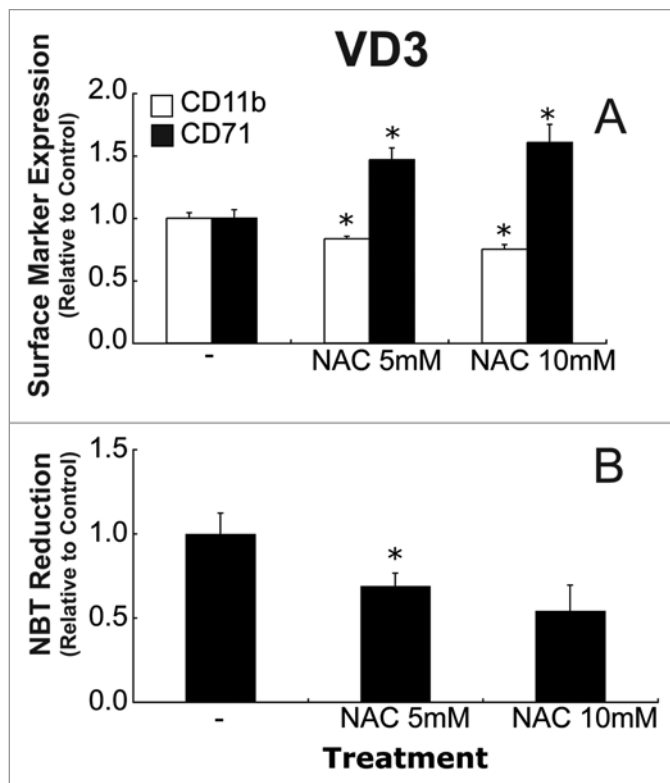 VD3
Surface Marker Expression
(Relative to Control)
2.0
1.5
1.0
0.5
0.0
CD11b
CD71
A
*
*
*
*
-
NAC 5mM
NAC 10mM
NBT Reduction
(Relative to Control)
1.5
1.0
0.5
0.0
B
*
-
NAC 5mM
NAC 10mM
Treatment